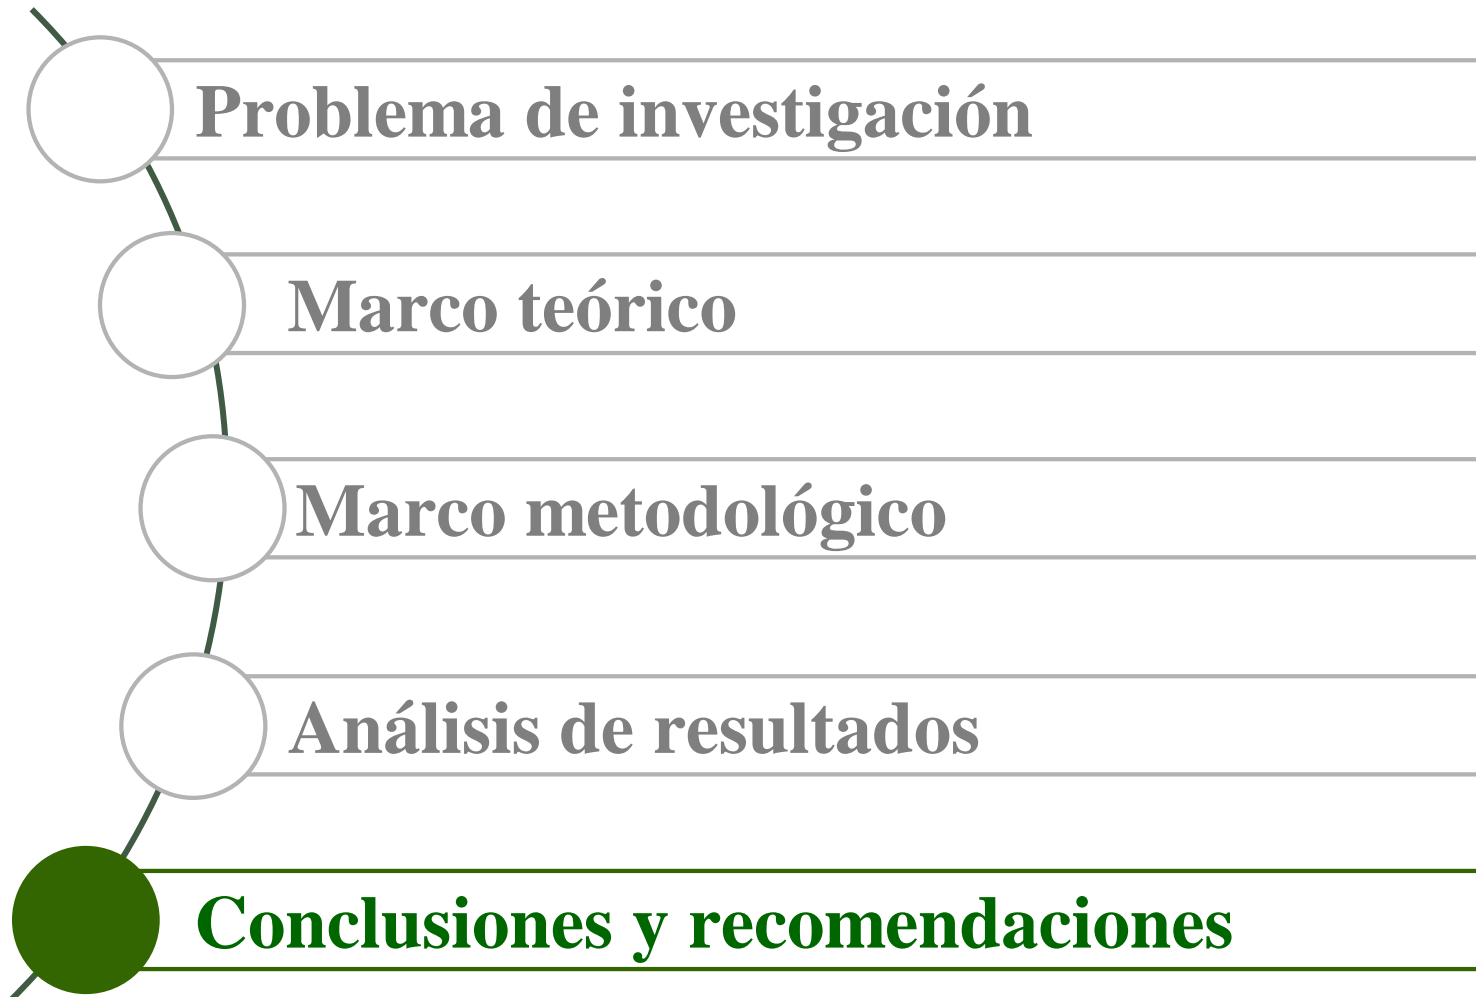 Problema de investigación
Marco teórico
Marco metodológico
Análisis de resultados
Conclusiones y recomendaciones